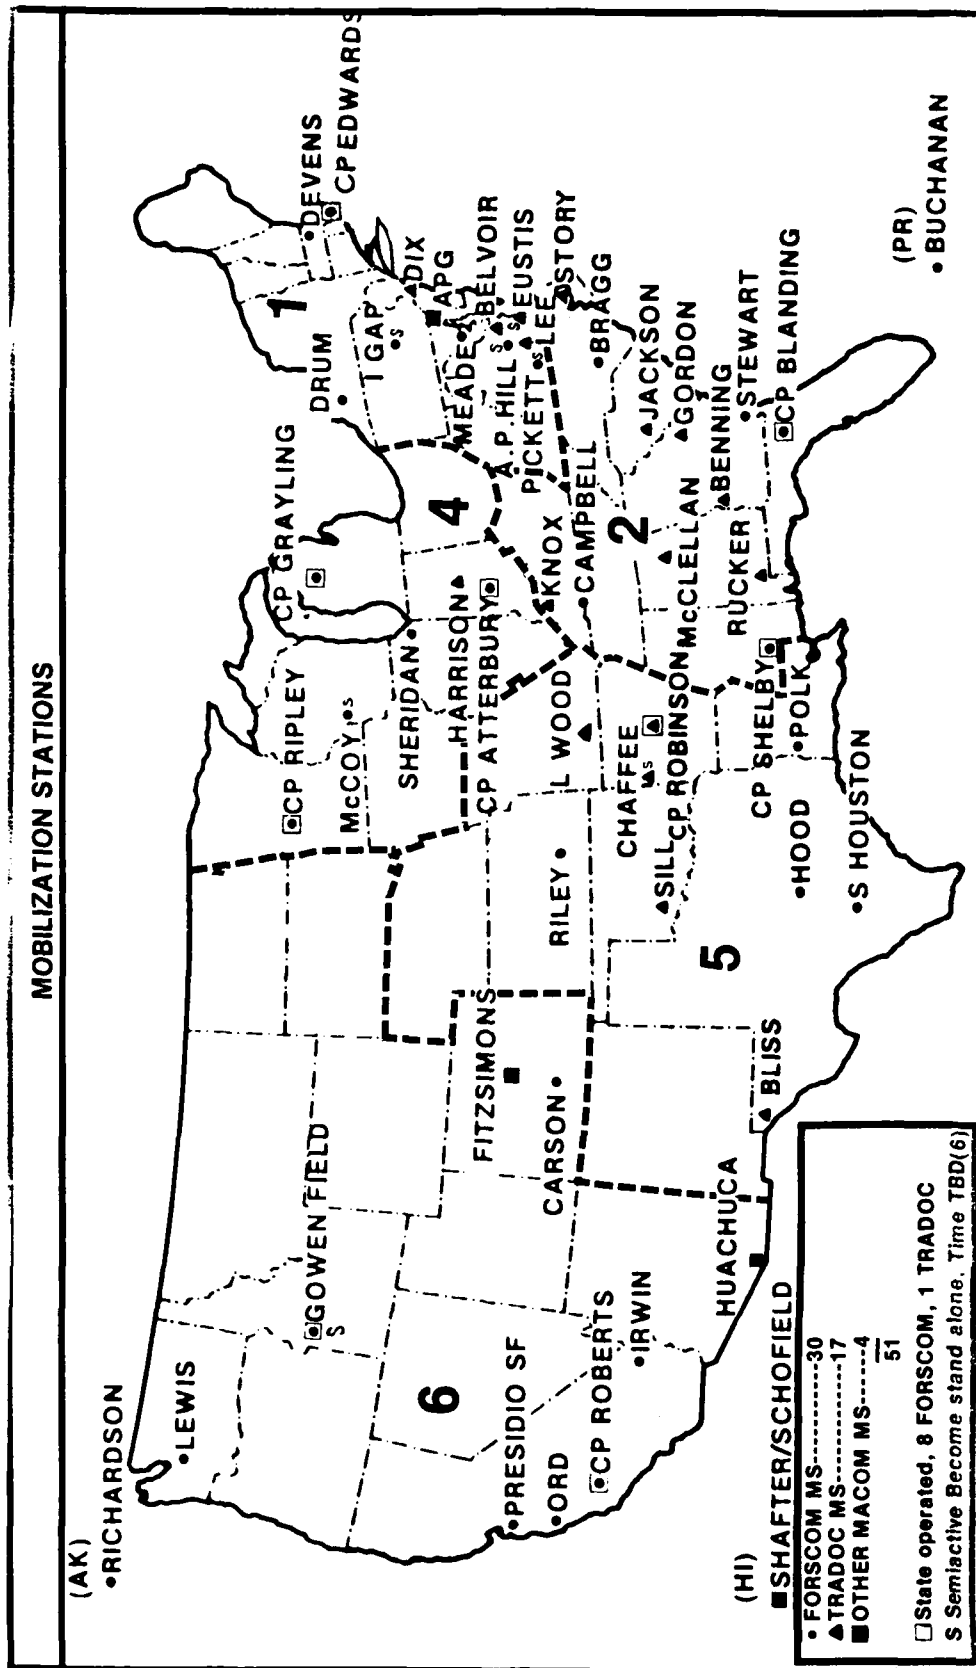 MOBILIZATION STATIONS
(AK)
•RICHARDSON
•LEWIS
GOWEN FIELD
S
6
•PRESIDIO SF
•ORD
CP ROBERTS
•IRWIN
HUACHUCA
(HI)
■SHAFTER/SCHOFIELD
FITZSIMONS
CARSON•
▲BLISS
5
RILEY•
▲SILL
•HOOD
•S HOUSTON
CP RIPLEY
McCOY•S
SHERIDAN•
HARRISON▲
CP ATTERBURY
L WOOD
CHAFFEE
S
CP ROBINSON
CP SHELBY
•POLK
CP GRAYLING
4
KNOX
•CAMPBELL
2
McCLELLAN
RUCKER
▲BENNING
•STEWART
CP BLANDING
▲GORDON
▲JACKSON
•BRAGG
DRUM
•
1
I GAP
•S
•DEVENS
CP EDWARDS
▲DIX
■APG
MEADE
S
▲BELVOIR
A.P. HILL•
S
▲EUSTIS
PICKETT•S
LEE
STORY
(PR)
•BUCHANAN
• FORSCOM MS------------30
▲TRADOC MS-------------17
■OTHER MACOM MS-----4
51
□State operated, 8 FORSCOM, 1 TRADOC
S Semiactive Become stand alone, Time TBD(6)